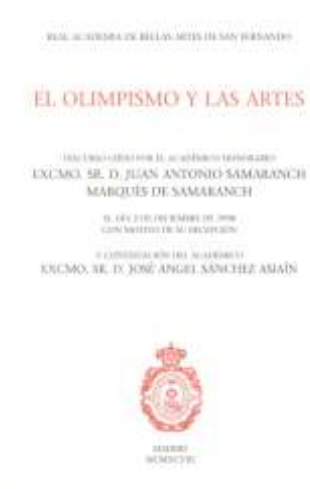 REAL ACADEMIA DE BELLAS ARTES DE SAN FERNANDO
EL OLIMPISMO Y LAS ARTES
DISCURSO LEÍDO POR EL ACADÉMICO HONORARIO
EXCMO. SR. D. JUAN ANTONIO SAMARANCH
MARQUÉS DE SAMARANCH
EL DÍA 2 DE DICIEMBRE DE 1998
CON MOTIVO DE SU RECEPCIÓN
Y CONTESTACIÓN DEL ACADÉMICO
EXCMO. SR. D. JOSÉ ANGEL SÁNCHEZ ASIAÍN
MADRID